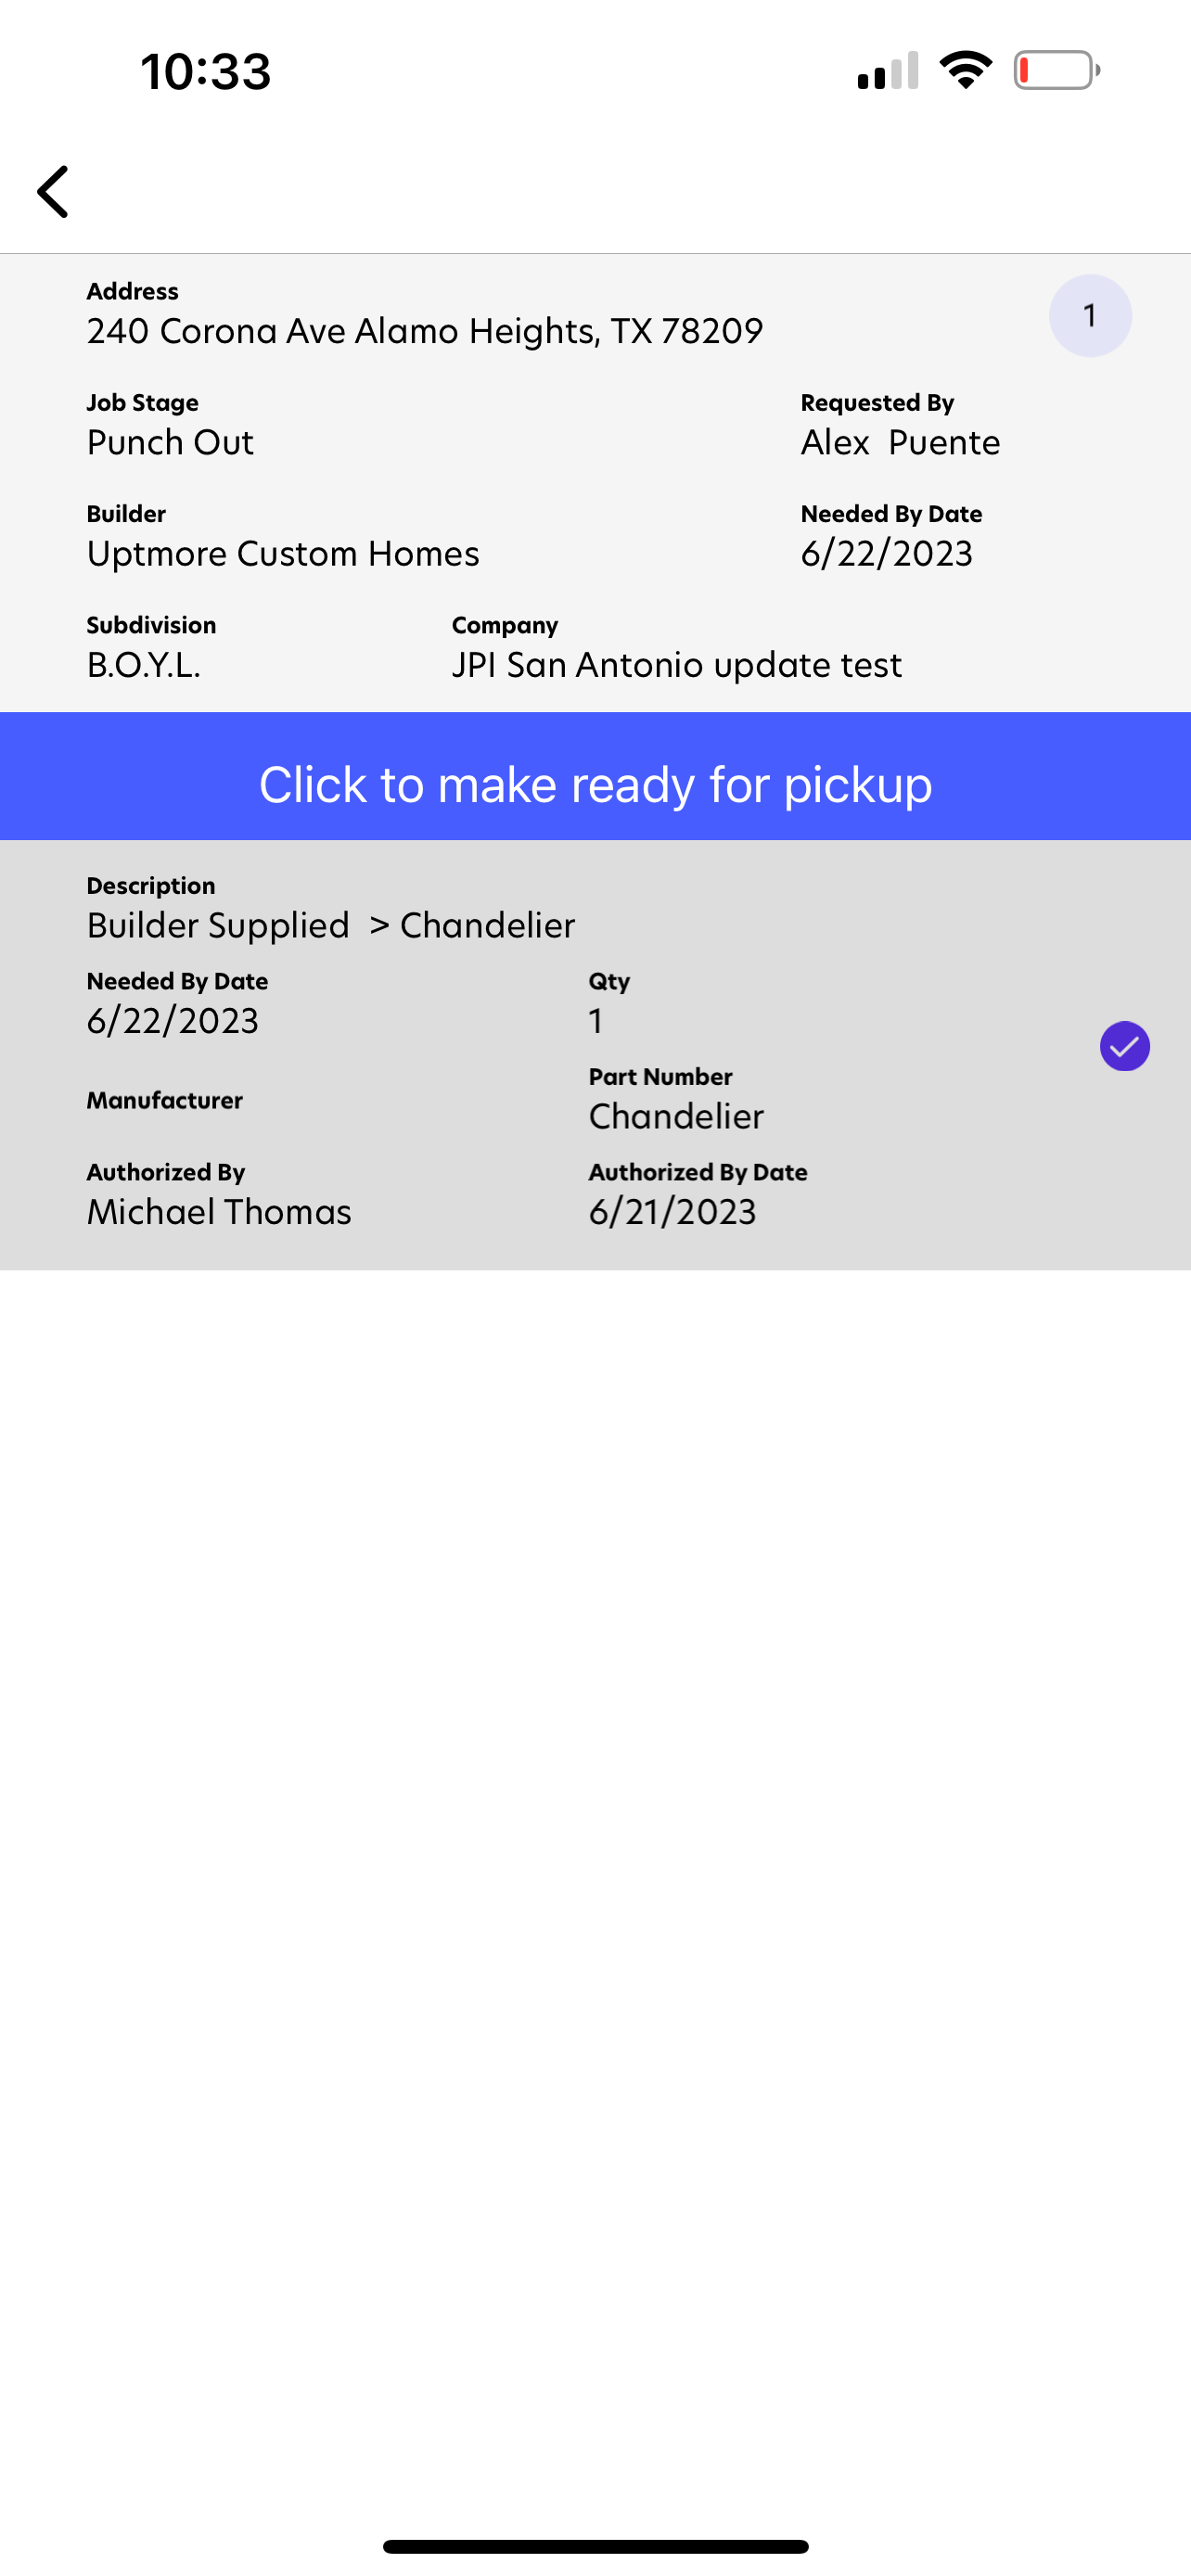 10:33
Address
240 Corona Ave Alamo Heights, TX 78209
1
Job Stage
Requested By
Punch Out
Alex  Puente
Builder
Needed By Date
Uptmore Custom Homes
6/22/2023
Subdivision
Company
B.O.Y.L.
JPI San Antonio update test
Click to make ready for pickup
Description
Builder Supplied  > Chandelier
Needed By Date
Qty
6/22/2023
1
Manufacturer
Part Number
Chandelier
Authorized By
Authorized By Date
Michael Thomas
6/21/2023